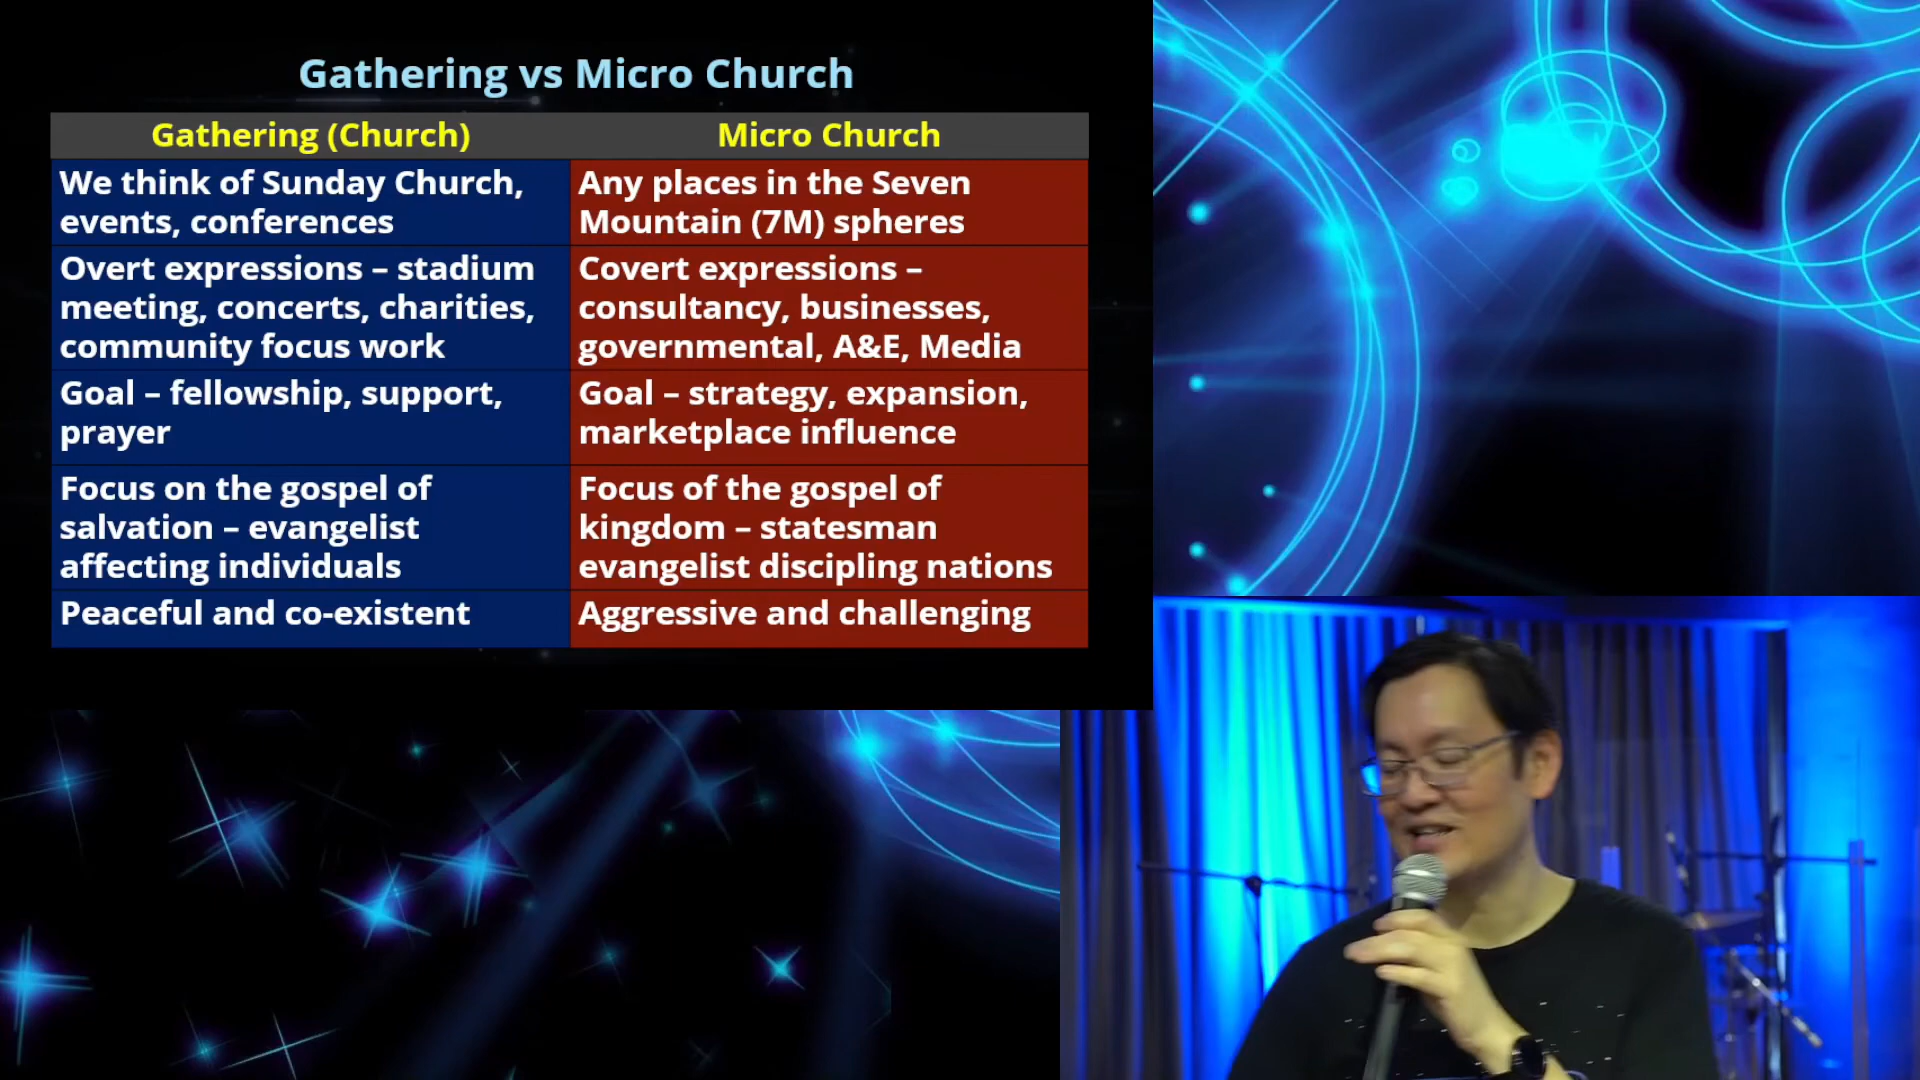 Gathering vs Micro Church
Gathering (Church)
Micro Church
We think of Sunday Church,
events, conferences
Any places in the Seven
Mountain (7M) spheres
Overt expressions – stadium
meeting, concerts, charities,
community focus work
Covert expressions –
consultancy, businesses,
governmental, A&E, Media
Goal – fellowship, support,
prayer
Goal – strategy, expansion,
marketplace influence
Focus on the gospel of
salvation – evangelist
affecting individuals
Focus of the gospel of
kingdom – statesman
evangelist discipling nations
Peaceful and co-existent
Aggressive and challenging